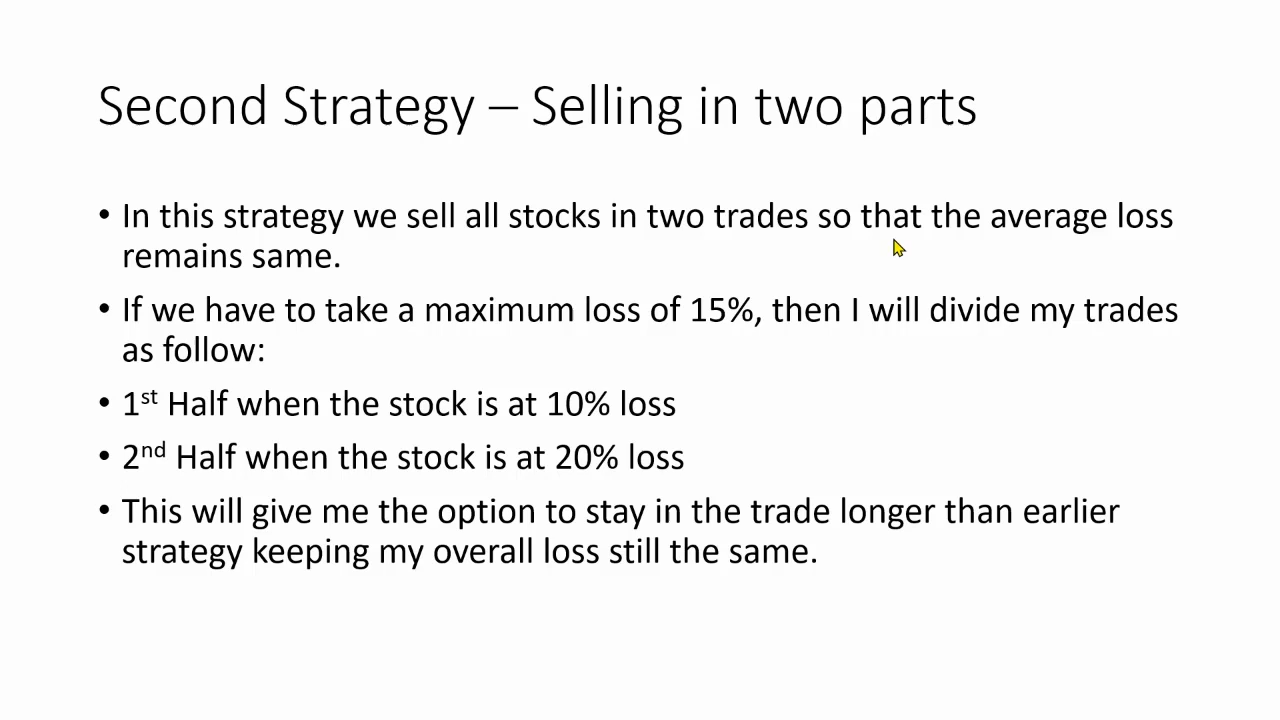 Second Strategy – Selling in two parts
• In this strategy we sell all stocks in two trades so that the average loss
remains same.
• If we have to take a maximum loss of 15%, then I will divide my trades
as follow:
• 1st Half when the stock is at 10% loss
• 2nd Half when the stock is at 20% loss
• This will give me the option to stay in the trade longer than earlier
strategy keeping my overall loss still the same.